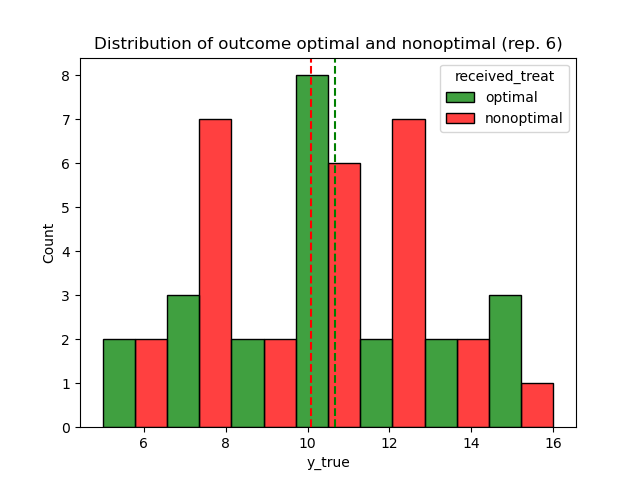 Distribution of outcome optimal and nonoptimal (rep. 6)
received_treat
optimal
nonoptimal
Count
8
7
6
5
4
3
2
1
0
6 8 10 12 14 16
y_true